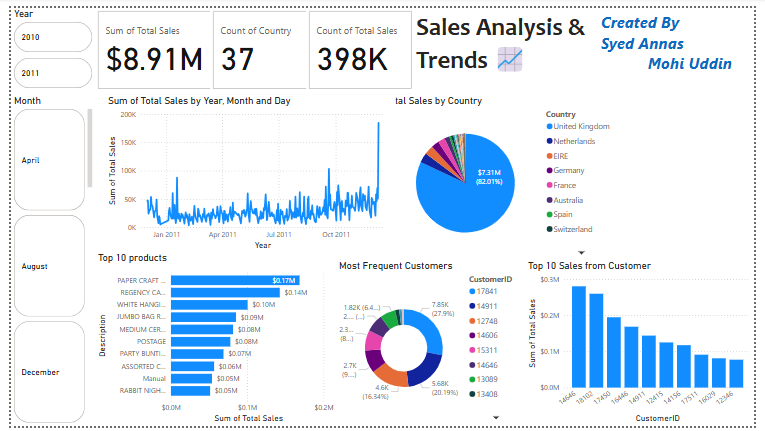 Year
2010
2011
Month
April
August
December
Sum of Total Sales
$8.91M
Count of Country
37
Count of Total Sales
398K
Sales Analysis &
Trends
Created By
Syed Annas
Mohi Uddin
Sum of Total Sales by Year, Month and Day
Sum of Total Sales
200K
150K
100K
50K
0K
Jan 2011
Apr 2011
Jul 2011
Oct 2011
Year
tal Sales by Country
$7.31M
(82.01%)
Country
United Kingdom
Netherlands
EIRE
Germany
France
Australia
Spain
Switzerland
Top 10 products
Description
PAPER CRAFT ...
REGENCY CA...
WHITE HANGI...
JUMBO BAG R...
MEDIUM CER...
POSTAGE
PARTY BUNTI...
ASSORTED C...
Manual
RABBIT NIGH...
$0.17M
$0.14M
$0.10M
$0.09M
$0.08M
$0.08M
$0.07M
$0.06M
$0.05M
$0.05M
$0.0M
$0.1M
$0.2M
Sum of Total Sales
Most Frequent Customers
7.85K
(27.9%)
5.68K
(20.19%)
4.6K
(16.34%)
2.7K
(9....)
2.3...
(8...)
2.... (...)
1.82K (6.4...)
CustomerID
17841
14911
12748
14606
15311
14646
13089
13408
Top 10 Sales from Customer
Sum of Total Sales
$0.3M
$0.2M
$0.1M
$0.0M
14646
18102
17450
16446
14911
12415
14156
17511
16029
12346
CustomerID